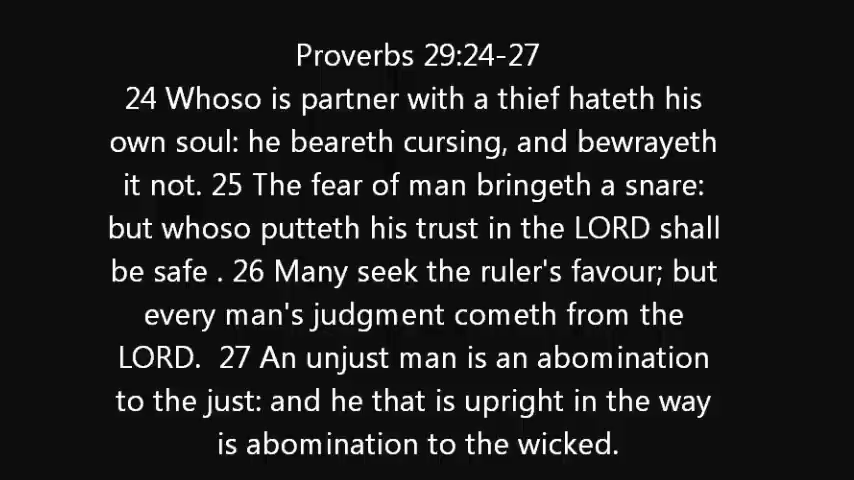 Proverbs 29:24-27
24 Whoso is partner with a thief hateth his
own soul: he beareth cursing, and bewrayeth
it not. 25 The fear of man bringeth a snare:
but whoso putteth his trust in the LORD shall
be safe . 26 Many seek the ruler's favour; but
every man's judgment cometh from the
LORD.  27 An unjust man is an abomination
to the just: and he that is upright in the way
is abomination to the wicked.